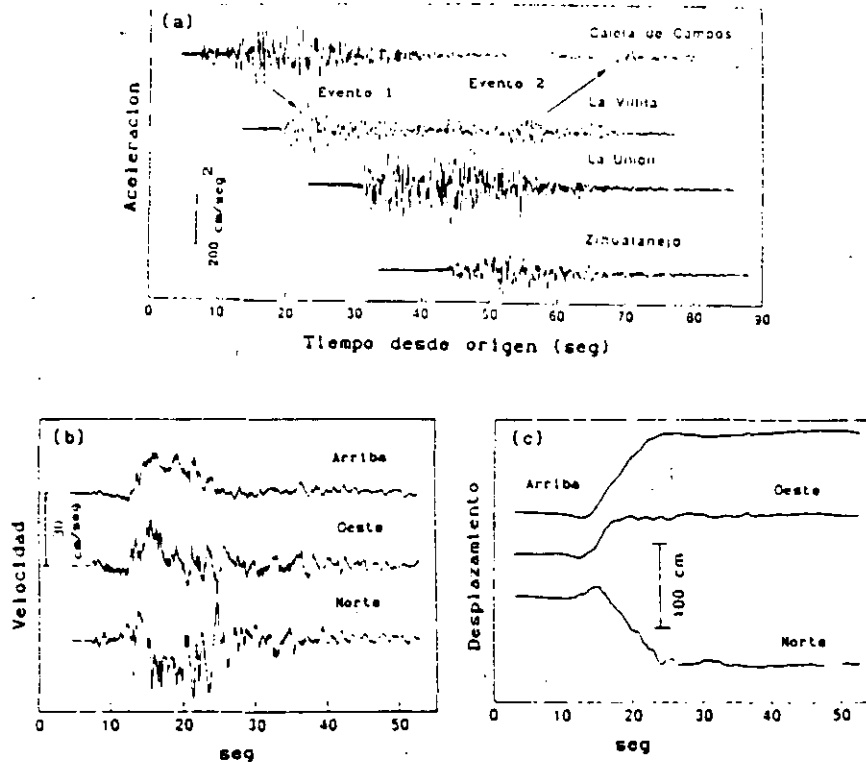 (a)
Caleta de Campos
Evento 1
Evento 2
La Villita
La Union
Zihuatanejo
Aceleracion
200 cm/seg 2
0 10 20 30 40 50 60 70 80 90
Tiempo desde origen (seg)
(b)
Arriba
Oeste
Norte
Velocidad
30
cm/seg
0 10 20 30 40 50
seg
(c)
Arriba
Oeste
Norte
Desplazamiento
100 cm
0 10 20 30 40 50
seg